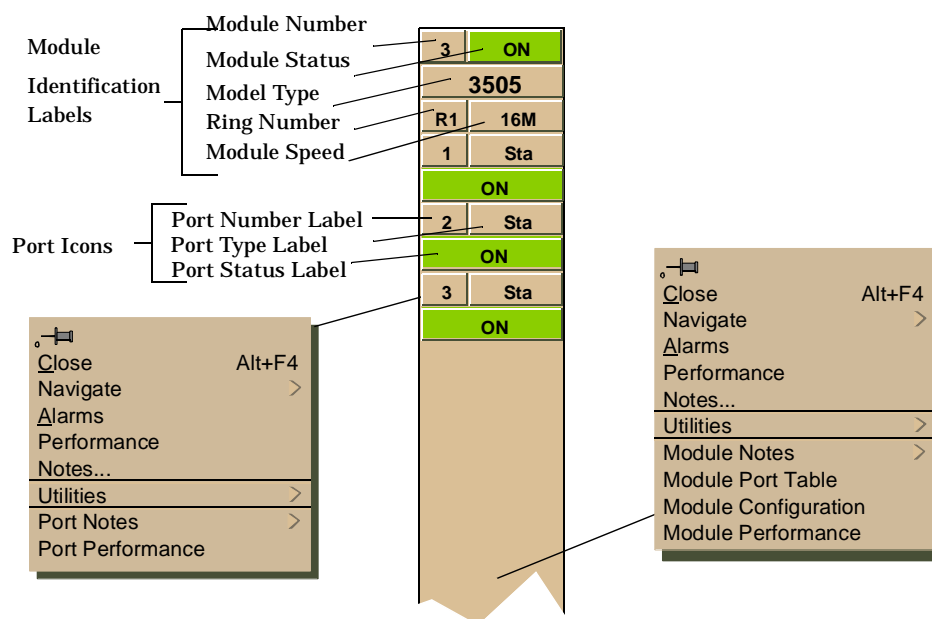 Module
Identification
Labels
Module Number
Module Status
Model Type
Ring Number
Module Speed
3 ON
3505
R1 16M
1 Sta
ON
2 Sta
ON
3 Sta
ON
Port Icons
Port Number Label
Port Type Label
Port Status Label
Close Alt+F4
Navigate >
Alarms
Performance
Notes...
Utilities >
Port Notes >
Port Performance
Close Alt+F4
Navigate >
Alarms
Performance
Notes...
Utilities >
Module Notes >
Module Port Table
Module Configuration
Module Performance